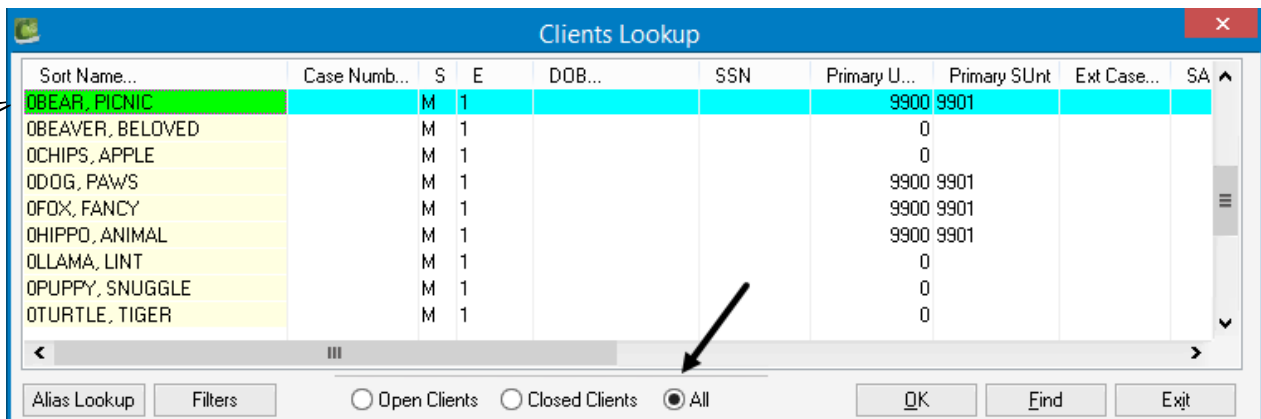 Clients Lookup
Sort Name... Case Numb... S E DOB... SSN Primary U... Primary SUnt Ext Case... SA
0BEAR, PICNIC M 1 9900 9901
0BEAVER, BELOVED M 1 0
0CHIPS, APPLE M 1 0
0DOG, PAWS M 1 9900 9901
0FOX, FANCY M 1 9900 9901
0HIPPO, ANIMAL M 1 9900 9901
0LLAMA, LINT M 1 0
0PUPPY, SNUGGLE M 1 0
0TURTLE, TIGER M 1 0
Alias Lookup Filters Open Clients Closed Clients All OK Find Exit